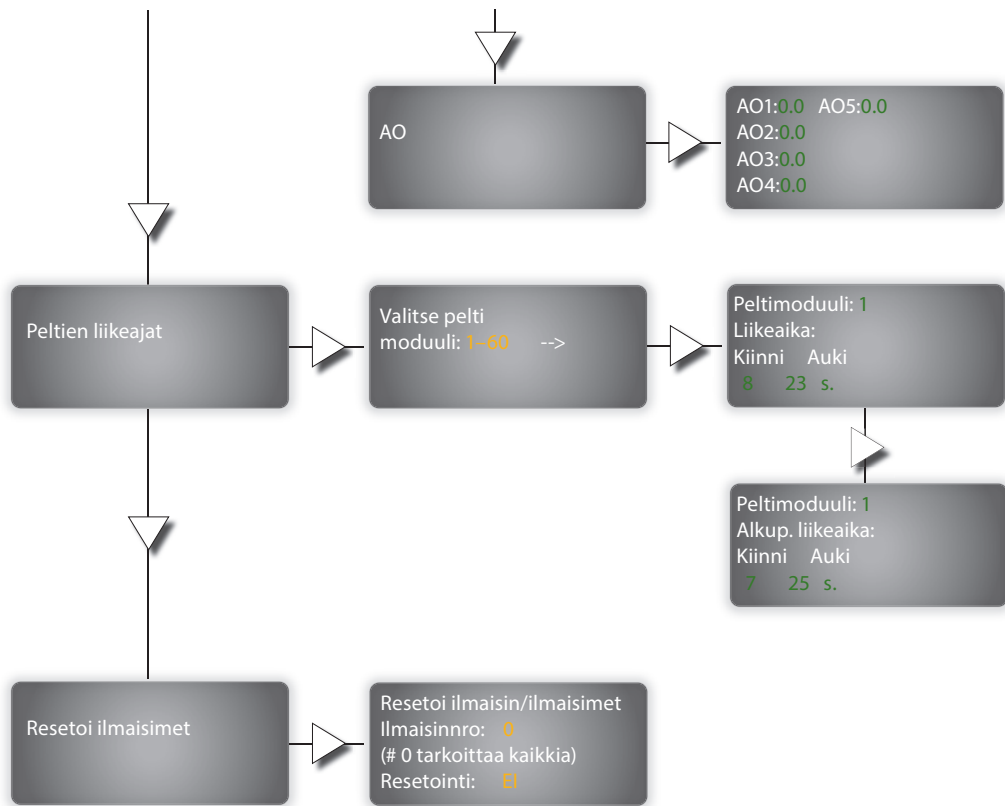 AO
AO1:0.0 AO5:0.0
AO2:0.0
AO3:0.0
AO4:0.0
Peltien liikeajat
Valitse pelti
moduuli: 1–60 -->
Peltimoduuli: 1
Liikeaika:
Kiinni Auki
8 23 s.
Peltimoduuli: 1
Alkup. liikeaika:
Kiinni Auki
7 25 s.
Resetoi ilmaisimet
Resetoi ilmaisin/ilmaisimet
Ilmaisinnro: 0
(# 0 tarkoittaa kaikkia)
Resetointi: EI